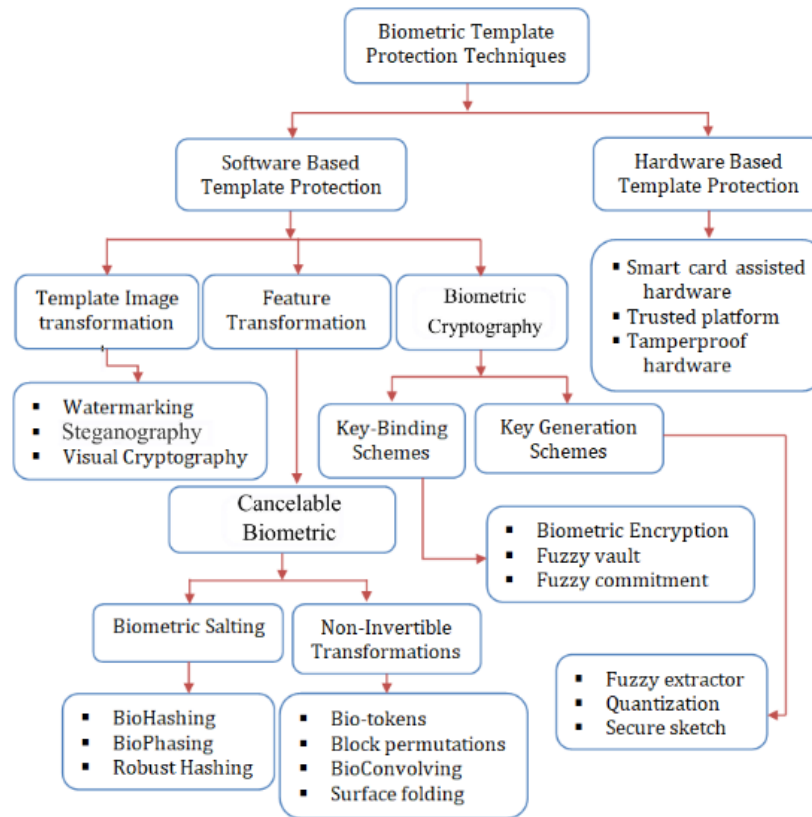 Biometric Template
Protection Techniques
Software Based
Template Protection
Hardware Based
Template Protection
Template Image
transformation
Feature
Transformation
Biometric
Cryptography
▪ Smart card assisted
hardware
▪ Trusted platform
▪ Tamperproof
hardware
▪ Watermarking
▪ Steganography
▪ Visual Cryptography
Key-Binding
Schemes
Key Generation
Schemes
Cancelable
Biometric
▪ Biometric Encryption
▪ Fuzzy vault
▪ Fuzzy commitment
Biometric Salting
Non-Invertible
Transformations
▪ Fuzzy extractor
▪ Quantization
▪ Secure sketch
▪ BioHashing
▪ BioPhasing
▪ Robust Hashing
▪ Bio-tokens
▪ Block permutations
▪ BioConvolving
▪ Surface folding